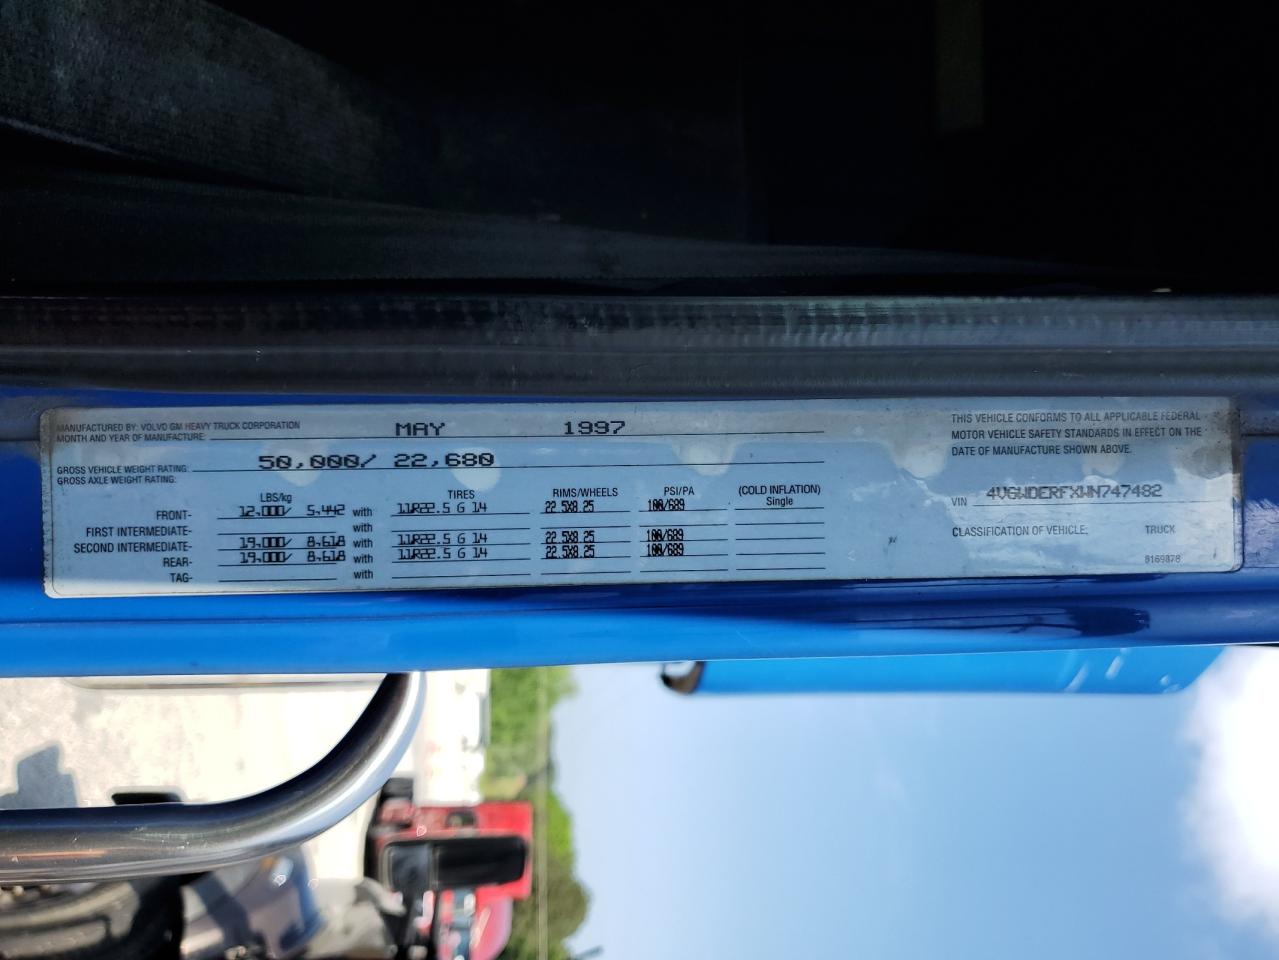 MANUFACTURED BY: VOLVO GM HEAVY TRUCK CORPORATION
MONTH AND YEAR OF MANUFACTURE: MAY 1997
GROSS VEHICLE WEIGHT RATING: 50,000/ 22,680
GROSS AXLE WEIGHT RATING:
LBS/kg TIRES RIMS/WHEELS PSI/PA (COLD INFLATION)
Single
FRONT- 12,000/ 5,442 with 11R22.5 G 14 22.5X8.25 100/689
FIRST INTERMEDIATE- with
SECOND INTERMEDIATE- 19,000/ 8,618 with 11R22.5 G 14 22.5X8.25 100/689
REAR- 19,000/ 8,618 with 11R22.5 G 14 22.5X8.25 100/689
TAG- with
THIS VEHICLE CONFORMS TO ALL APPLICABLE FEDERAL
MOTOR VEHICLE SAFETY STANDARDS IN EFFECT ON THE
DATE OF MANUFACTURE SHOWN ABOVE.
VIN 4VGWDERFXWN747482
CLASSIFICATION OF VEHICLE: TRUCK
8169878